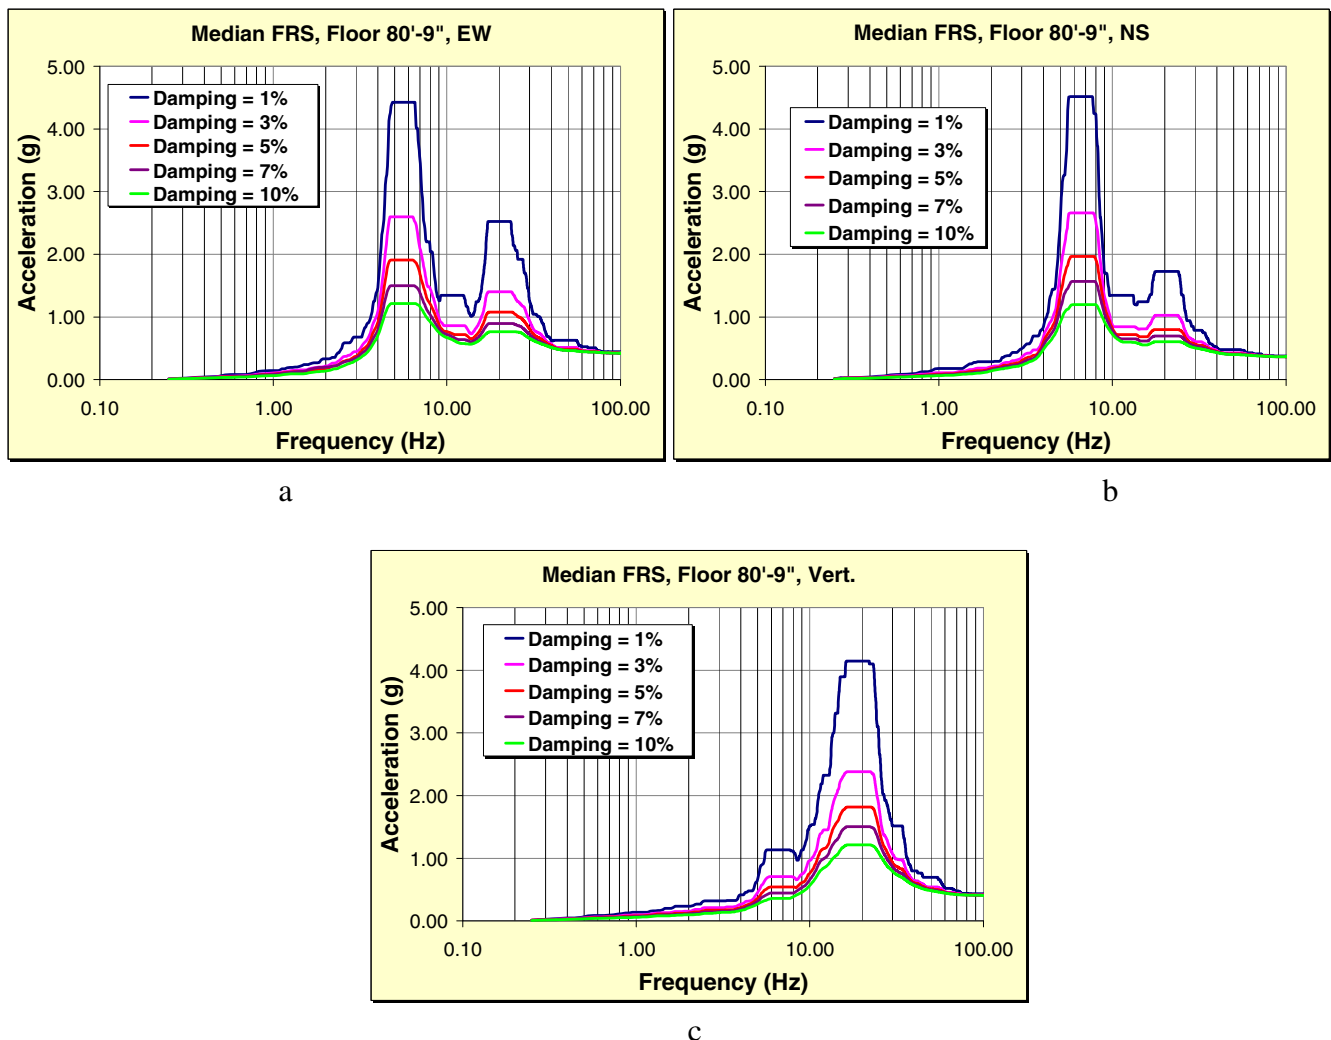 Median FRS, Floor 80'-9", EW
5.00
4.00
3.00
2.00
1.00
0.00
Acceleration (g)
Damping = 1%
Damping = 3%
Damping = 5%
Damping = 7%
Damping = 10%
0.10 1.00 10.00 100.00
Frequency (Hz)
a
Median FRS, Floor 80'-9", NS
5.00
4.00
3.00
2.00
1.00
0.00
Acceleration (g)
Damping = 1%
Damping = 3%
Damping = 5%
Damping = 7%
Damping = 10%
0.10 1.00 10.00 100.00
Frequency (Hz)
b
Median FRS, Floor 80'-9", Vert.
5.00
4.00
3.00
2.00
1.00
0.00
Acceleration (g)
Damping = 1%
Damping = 3%
Damping = 5%
Damping = 7%
Damping = 10%
0.10 1.00 10.00 100.00
Frequency (Hz)
c